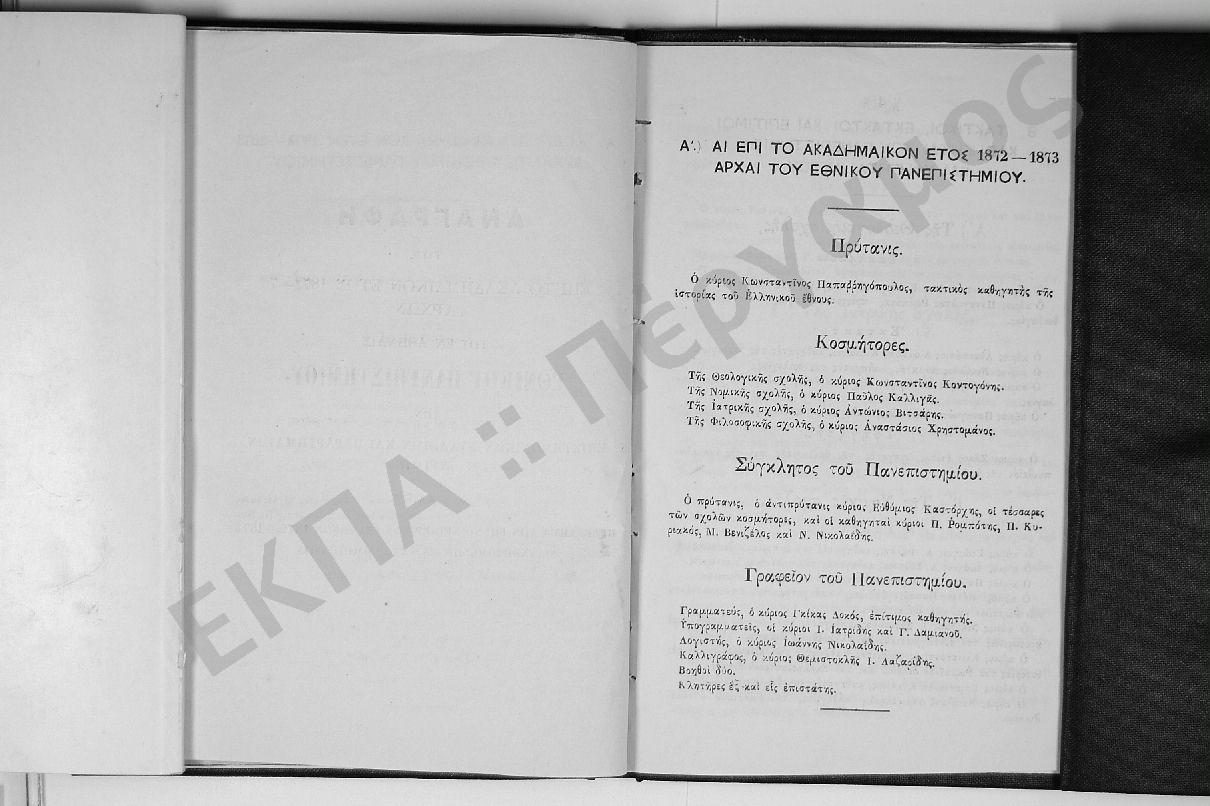 Α'.) ΑΙ ΕΠΙ ΤΟ ΑΚΑΔΗΜΑΙΚΟΝ ΕΤΟΣ 1872 — 1873
ΑΡΧΑΙ ΤΟΥ ΕΘΝΙΚΟΥ ΠΑΝΕΠΙΣΤΗΜΙΟΥ.
Πρύτανις.
Ὁ κύριος Κωνσταντῖνος Παπαῤῥηγόπουλος, τακτικὸς καθηγητὴς τῆς
ἱστορίας τοῦ Ἑλληνικοῦ ἔθνους.
Κοσμήτορες.
Τῆς Θεολογικῆς σχολῆς, ὁ κύριος Κωνσταντῖνος Κοντογόνης.
Τῆς Νομικῆς σχολῆς, ὁ κύριος Παῦλος Καλλιγᾶς.
Τῆς Ἰατρικῆς σχολῆς, ὁ κύριος Ἀντώνιος Βιτσάρης.
Τῆς Φιλοσοφικῆς σχολῆς, ὁ κύριος Ἀναστάσιος Χρηστομάνος.
Σύγκλητος τοῦ Πανεπιστημίου.
Ὁ πρύτανις, ὁ ἀντιπρύτανις κύριος Εὐθύμιος Καστόρχης, οἱ τέσσαρες
τῶν σχολῶν κοσμήτορες, καὶ οἱ καθηγηταὶ κύριοι Π. Ῥομπότης, Π. Κυ-
ριακός, Μ. Βενιζέλος καὶ Ν. Νικολαΐδης.
Γραφεῖον τοῦ Πανεπιστημίου.
Γραμματεύς, ὁ κύριος Γκίκας Δοκός, ἐπίτιμος καθηγητής.
Ὑπογραμματεῖς, οἱ κύριοι Ι. Ἰατρίδης καὶ Γ. Δαμιανοῦ.
Λογιστής, ὁ κύριος Ἰωάννης Νικολαΐδης.
Καλλιγράφος, ὁ κύριος Θεμιστοκλῆς Ι. Λαζαρίδης.
Βοηθοὶ δύο.
Κλητῆρες ἓξ καὶ εἷς ἐπιστάτης.
ΕΚΠΑ :: Πέργαμος